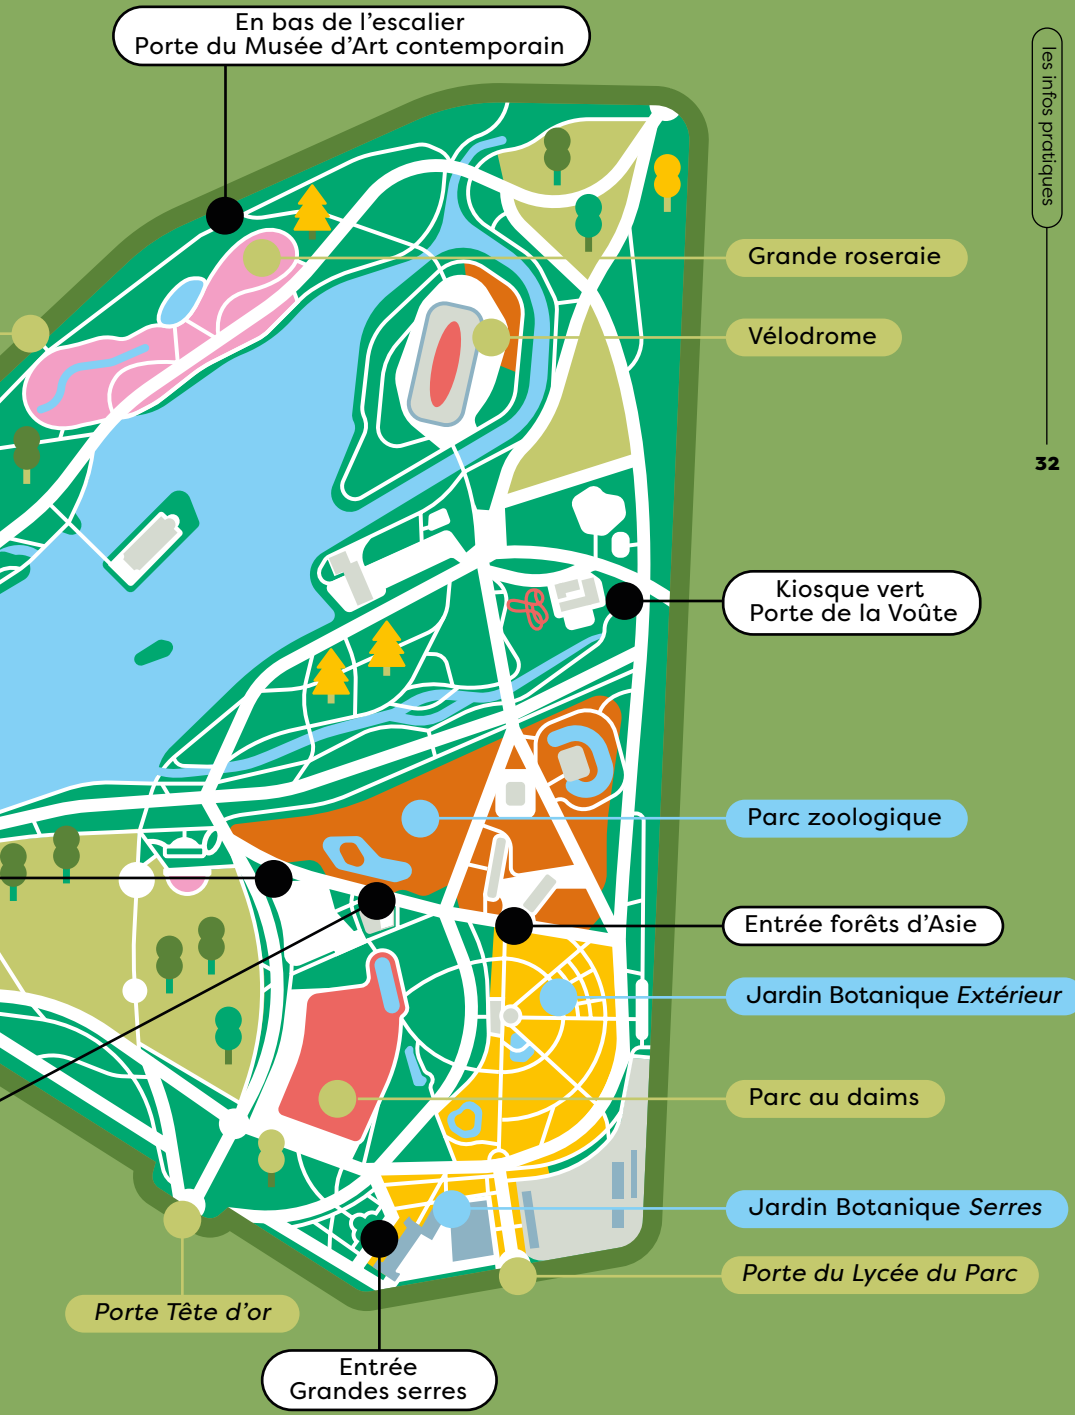 En bas de l'escalier
Porte du Musée d'Art contemporain
les infos pratiques
32
Grande roseraie
Vélodrome
Kiosque vert
Porte de la Voûte
Parc zoologique
Entrée forêts d'Asie
Jardin Botanique Extérieur
Parc au daims
Jardin Botanique Serres
Porte du Lycée du Parc
Porte Tête d'or
Entrée
Grandes serres